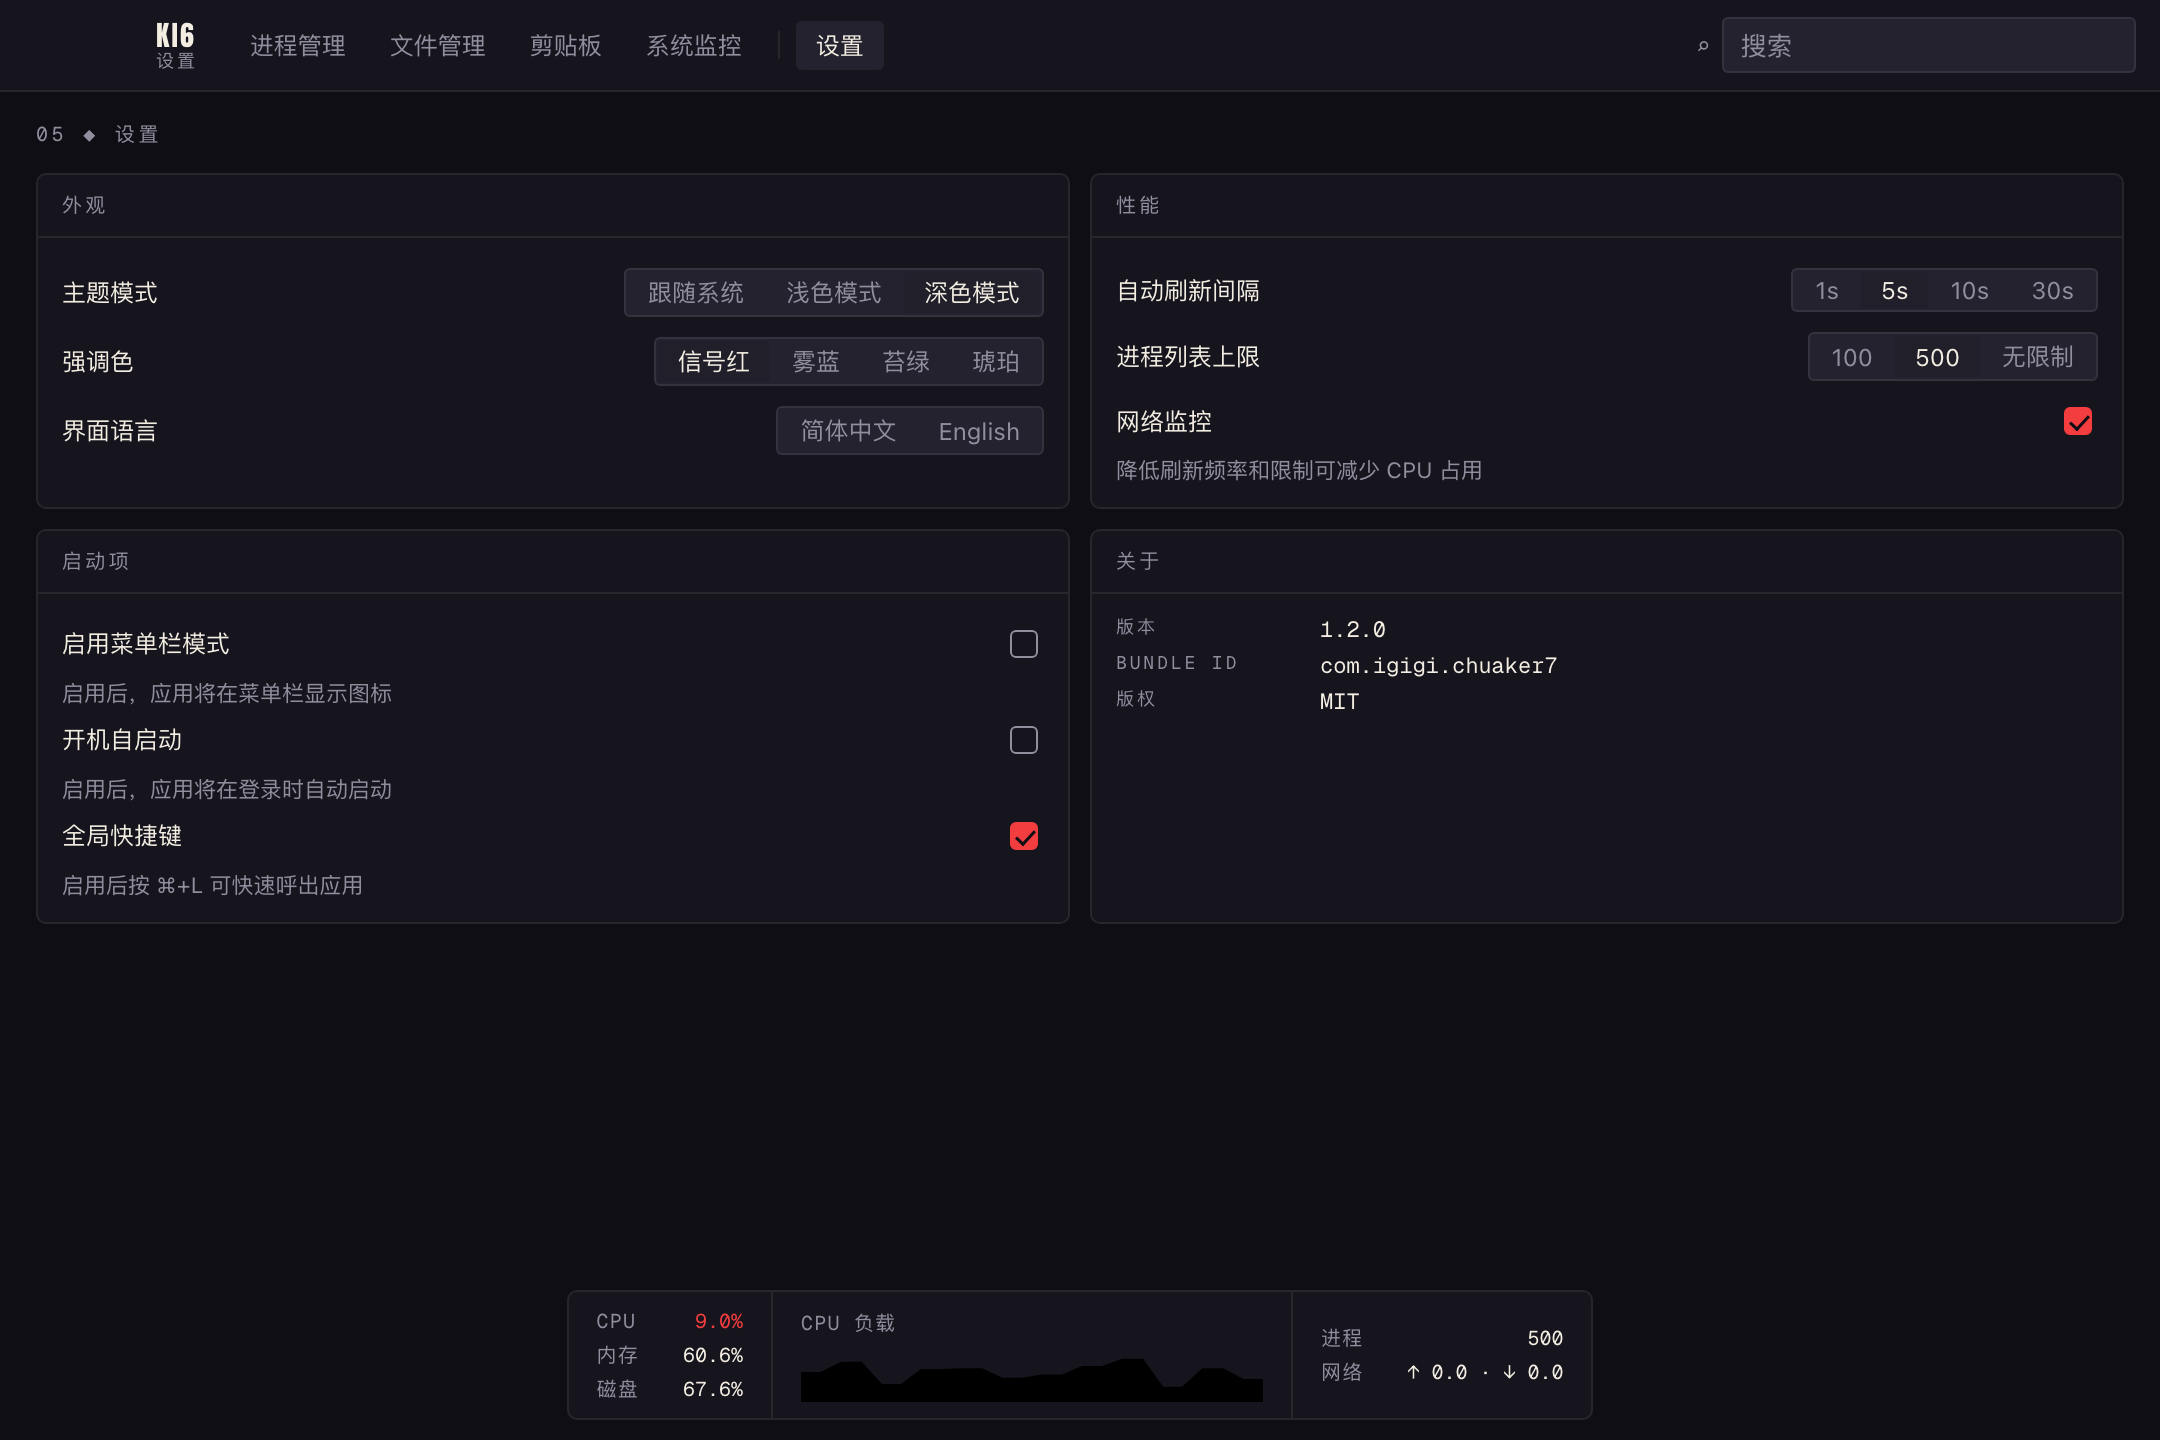 KI6
设置
进程管理 文件管理 剪贴板 系统监控 设置
搜索
05 ◆ 设置
外观
主题模式 跟随系统 浅色模式 深色模式
强调色 信号红 雾蓝 苔绿 琥珀
界面语言 简体中文 English
性能
自动刷新间隔 1s 5s 10s 30s
进程列表上限 100 500 无限制
网络监控
降低刷新频率和限制可减少 CPU 占用
启动项
启用菜单栏模式
启用后，应用将在菜单栏显示图标
开机自启动
启用后，应用将在登录时自动启动
全局快捷键
启用后按 ⌘+L 可快速呼出应用
关于
版本 1.2.0
BUNDLE ID com.igigi.chuaker7
版权 MIT
CPU 9.0%
内存 60.6%
磁盘 67.6%
CPU 负载
进程 500
网络 ↑ 0.0 · ↓ 0.0